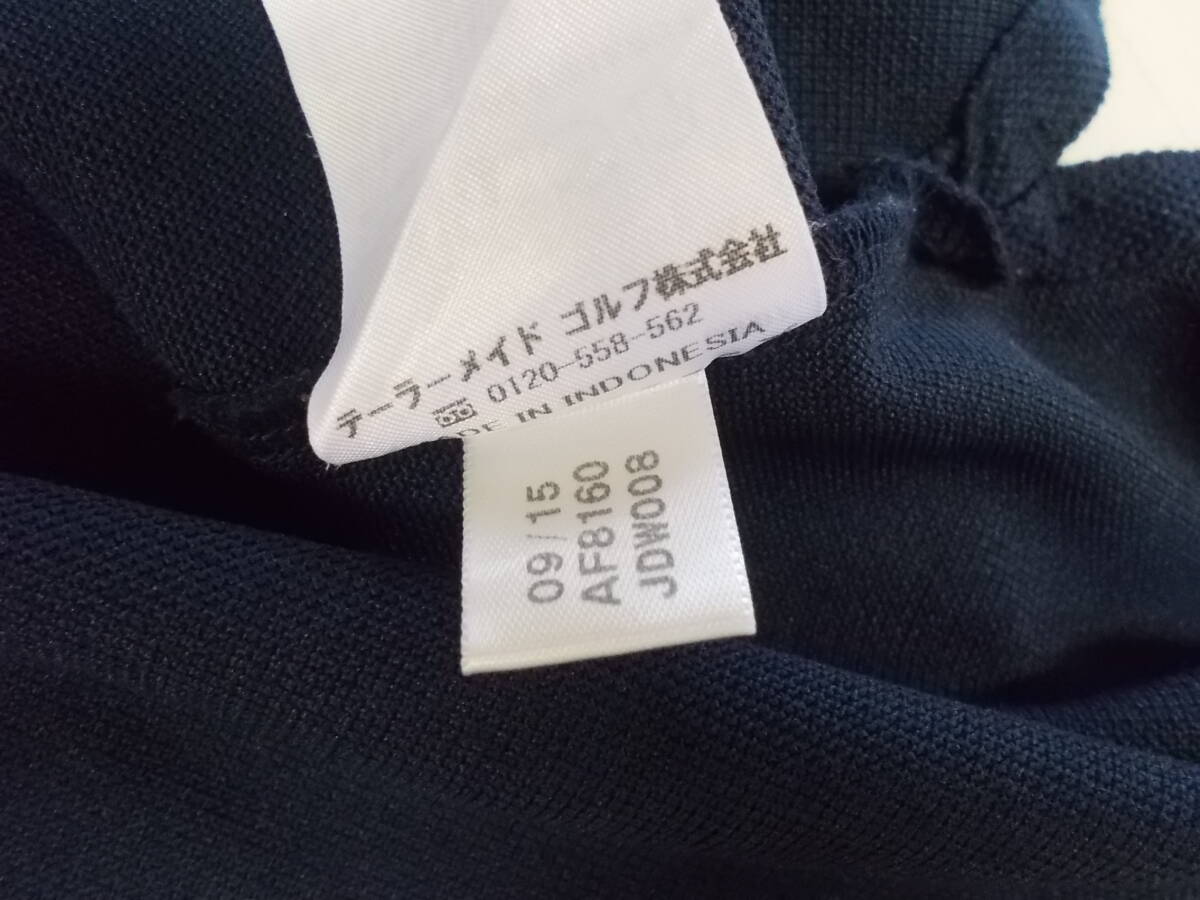 テーラーメイド ゴルフ株式会社
0120-558-562
DE IN INDONESIA
09/15
AF8160
JDW008